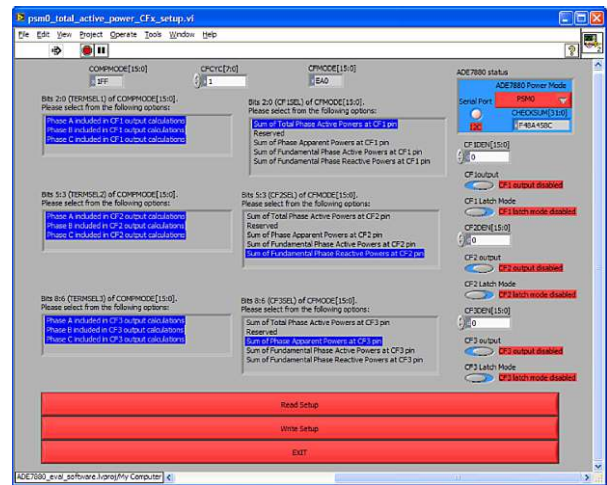 psm0_total_active_power_CFx_setup.vi
File Edit View Project Operate Tools Window Help
COMPMODE[15:0]
1FF
CFCYC[7:0]
1
CFMODE[15:0]
EA0
ADE7880 status
ADE7880 Power Mode
Serial Port
PSM0
CHECKSUM[31:0]
I2C
F48A458C
Bits 2:0 (TERMSEL1) of COMPMODE[15:0].
Please select from the following options:
Phase A included in CF1 output calculations
Phase B included in CF1 output calculations
Phase C included in CF1 output calculations
Bits 2:0 (CF1SEL) of CFMODE[15:0].
Please select from the following options:
Sum of Total Phase Active Powers at CF1 pin
Reserved
Sum of Phase Apparent Powers at CF1 pin
Sum of Fundamental Phase Active Powers at CF1 pin
Sum of Fundamental Phase Reactive Powers at CF1 pin
CF1DEN[15:0]
0
CF1output
CF1 output disabled
CF1 Latch Mode
CF1 latch mode disabled
Bits 5:3 (TERMSEL2) of COMPMODE[15:0].
Please select from the following options:
Phase A included in CF2 output calculations
Phase B included in CF2 output calculations
Phase C included in CF2 output calculations
Bits 5:3 (CF2SEL) of CFMODE[15:0].
Please select from the following options:
Sum of Total Phase Active Powers at CF2 pin
Reserved
Sum of Phase Apparent Powers at CF2 pin
Sum of Fundamental Phase Active Powers at CF2 pin
Sum of Fundamental Phase Reactive Powers at CF2 pin
CF2DEN[15:0]
0
CF2 output
CF2 output disabled
CF2 Latch Mode
CF2 latch mode disabled
Bits 8:6 (TERMSEL3) of COMPMODE[15:0].
Please select from the following options:
Phase A included in CF3 output calculations
Phase B included in CF3 output calculations
Phase C included in CF3 output calculations
Bits 8:6 (CF3SEL) of CFMODE[15:0].
Please select from the following options:
Sum of Total Phase Active Powers at CF3 pin
Reserved
Sum of Phase Apparent Powers at CF3 pin
Sum of Fundamental Phase Active Powers at CF3 pin
Sum of Fundamental Phase Reactive Powers at CF3 pin
CF3DEN[15:0]
0
CF3 output
CF3 output disabled
CF3 Latch Mode
CF3 latch mode disabled
Read Setup
Write Setup
EXIT
ADE7880_eval_software.lvproj/My Computer